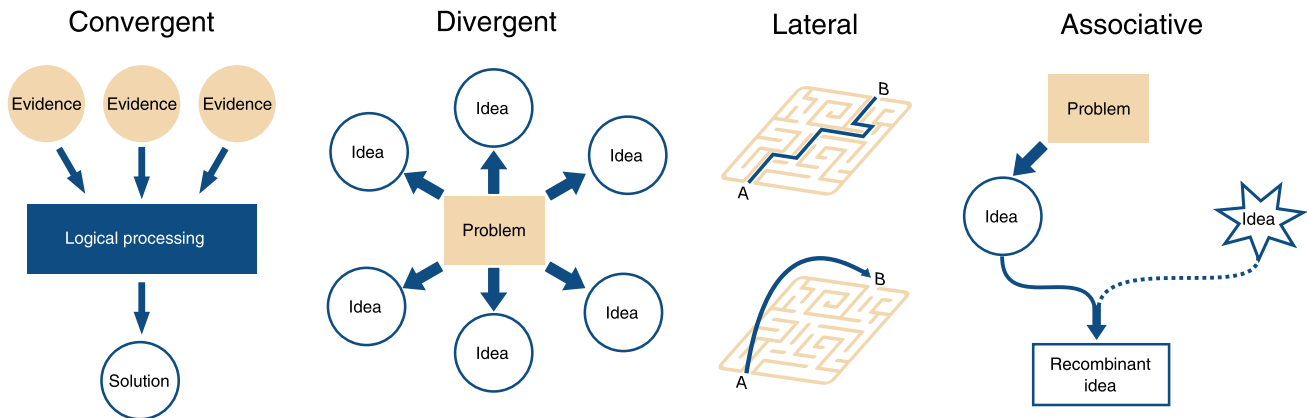 Convergent
Evidence
Evidence
Evidence
Logical processing
Solution
Divergent
Idea
Idea
Idea
Problem
Idea
Idea
Idea
Lateral
B
A
B
A
Associative
Problem
Idea
Idea
Recombinant
idea